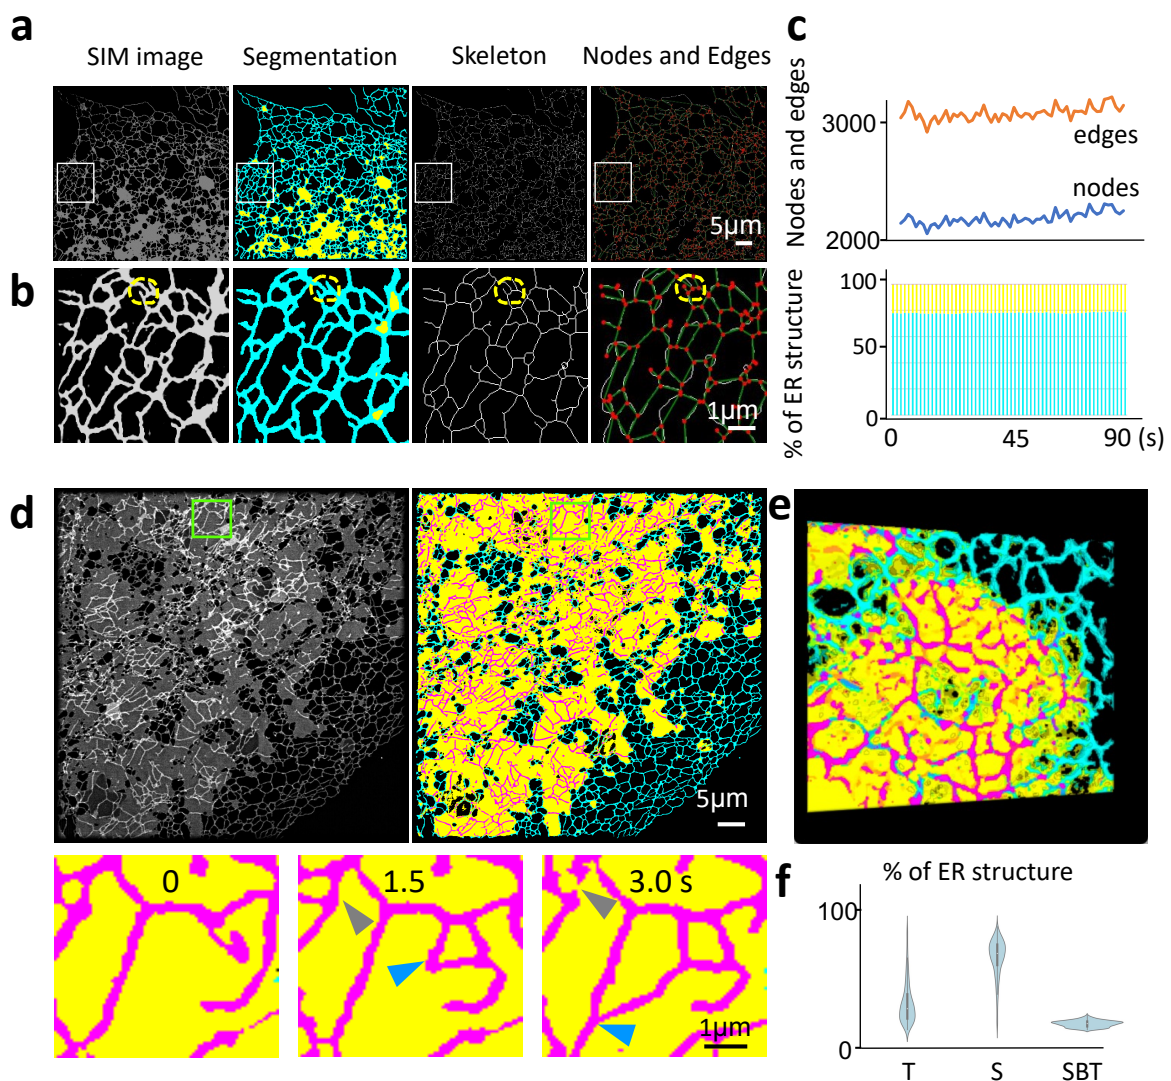 a
SIM image
Segmentation
Skeleton
Nodes and Edges
5µm
b
1µm
c
Nodes and edges
3000
2000
edges
nodes
% of ER structure
100
50
0
0
45
90 (s)
d
5µm
0
1.5
3.0 s
1µm
e
f
% of ER structure
100
0
T
S
SBT